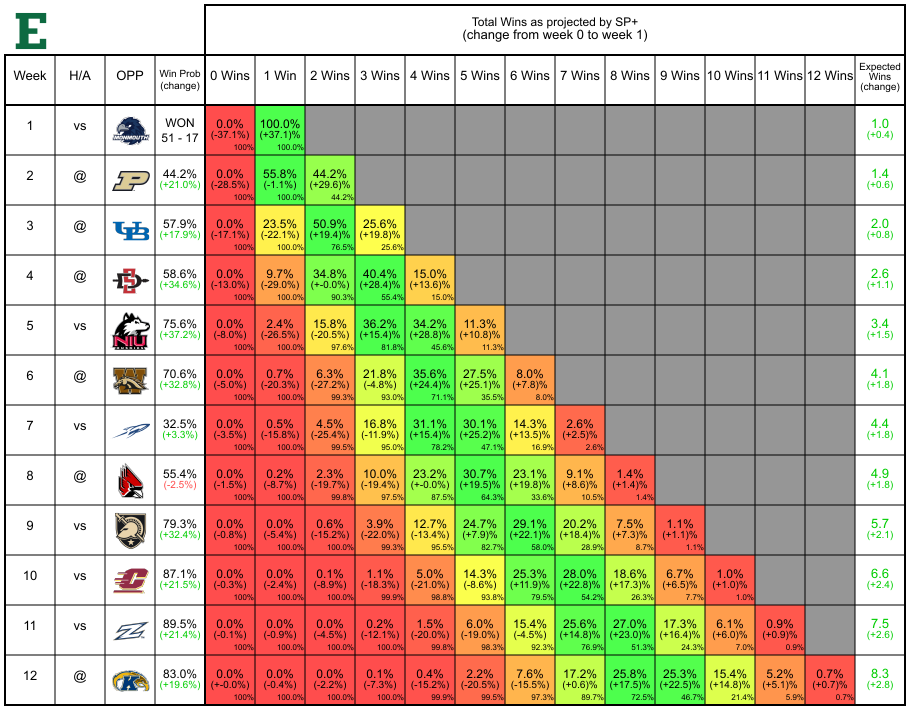 E
Total Wins as projected by SP+
(change from week 0 to week 1)
Week H/A OPP Win Prob (change) 0 Wins 1 Win 2 Wins 3 Wins 4 Wins 5 Wins 6 Wins 7 Wins 8 Wins 9 Wins 10 Wins 11 Wins 12 Wins Expected Wins (change)
1 vs MONMOUTH WON 51 - 17 0.0% (-37.1%) 100% 100.0% (+37.1)% 100.0% 1.0 (+0.4)
2 @ P 44.2% (+21.0%) 0.0% (-28.5%) 100% 55.8% (-1.1%) 100.0% 44.2% (+29.6)% 44.2% 1.4 (+0.6)
3 @ UB 57.9% (+17.9%) 0.0% (-17.1%) 100% 23.5% (-22.1%) 100.0% 50.9% (+19.4)% 76.5% 25.6% (+19.8)% 25.6% 2.0 (+0.8)
4 @ SD 58.6% (+34.6%) 0.0% (-13.0%) 100% 9.7% (-29.0%) 100.0% 34.8% (+-0.0%) 90.3% 40.4% (+28.4)% 55.4% 15.0% (+13.6)% 15.0% 2.6 (+1.1)
5 vs NIU 75.6% (+37.2%) 0.0% (-8.0%) 100% 2.4% (-26.5%) 100.0% 15.8% (-20.5%) 97.6% 36.2% (+15.4)% 81.8% 34.2% (+28.8)% 45.6% 11.3% (+10.8)% 11.3% 3.4 (+1.5)
6 @ W 70.6% (+32.8%) 0.0% (-5.0%) 100% 0.7% (-20.3%) 100.0% 6.3% (-27.2%) 99.3% 21.8% (-4.8%) 93.0% 35.6% (+24.4)% 71.1% 27.5% (+25.1)% 35.5% 8.0% (+7.8)% 8.0% 4.1 (+1.8)
7 vs 32.5% (+3.3%) 0.0% (-3.5%) 100% 0.5% (-15.8%) 100.0% 4.5% (-25.4%) 99.5% 16.8% (-11.9%) 95.0% 31.1% (+15.4)% 78.2% 30.1% (+25.2)% 47.1% 14.3% (+13.5)% 16.9% 2.6% (+2.5)% 2.6% 4.4 (+1.8)
8 @ 55.4% (-2.5%) 0.0% (-1.5%) 100% 0.2% (-8.7%) 100.0% 2.3% (-19.7%) 99.8% 10.0% (-19.4%) 97.5% 23.2% (+-0.0%) 87.5% 30.7% (+19.5)% 64.3% 23.1% (+19.8)% 33.6% 9.1% (+8.6)% 10.5% 1.4% (+1.4)% 1.4% 4.9 (+1.8)
9 vs 79.3% (+32.4%) 0.0% (-0.8%) 100% 0.0% (-5.4%) 100.0% 0.6% (-15.2%) 100.0% 3.9% (-22.0%) 99.3% 12.7% (-13.4%) 95.5% 24.7% (+7.9)% 82.7% 29.1% (+22.1)% 58.0% 20.2% (+18.4)% 28.9% 7.5% (+7.3)% 8.7% 1.1% (+1.1)% 1.1% 5.7 (+2.1)
10 vs C 87.1% (+21.5%) 0.0% (-0.3%) 100% 0.0% (-2.4%) 100.0% 0.1% (-8.9%) 100.0% 1.1% (-18.3%) 99.9% 5.0% (-21.0%) 98.8% 14.3% (-8.6%) 93.8% 25.3% (+11.9)% 79.5% 28.0% (+22.8)% 54.2% 18.6% (+17.3)% 26.3% 6.7% (+6.5)% 7.7% 1.0% (+1.0)% 1.0% 6.6 (+2.4)
11 vs Z 89.5% (+21.4%) 0.0% (-0.1%) 100% 0.0% (-0.9%) 100.0% 0.0% (-4.5%) 100.0% 0.2% (-12.1%) 100.0% 1.5% (-20.0%) 99.8% 6.0% (-19.0%) 98.3% 15.4% (-4.5%) 92.3% 25.6% (+14.8)% 76.9% 27.0% (+23.0)% 51.3% 17.3% (+16.4)% 24.3% 6.1% (+6.0)% 7.0% 0.9% (+0.9)% 0.9% 7.5 (+2.6)
12 @ K 83.0% (+19.6%) 0.0% (+-0.0%) 100% 0.0% (-0.4%) 100.0% 0.0% (-2.2%) 100.0% 0.1% (-7.3%) 100.0% 0.4% (-15.2%) 99.9% 2.2% (-20.5%) 99.5% 7.6% (-15.5%) 97.3% 17.2% (+0.6)% 89.7% 25.8% (+17.5)% 72.5% 25.3% (+22.5)% 46.7% 15.4% (+14.8)% 21.4% 5.2% (+5.1)% 5.9% 0.7% (+0.7)% 0.7% 8.3 (+2.8)